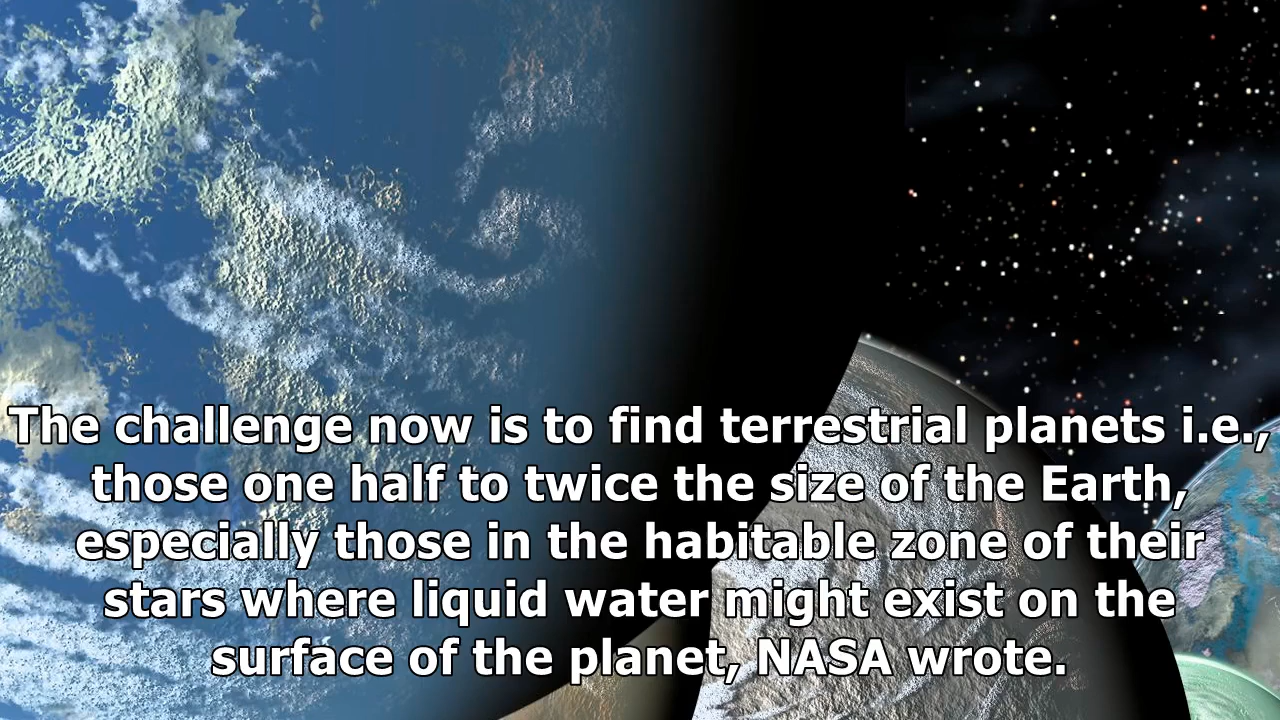 The challenge now is to find terrestrial planets i.e.,
those one half to twice the size of the Earth,
especially those in the habitable zone of their
stars where liquid water might exist on the
surface of the planet, NASA wrote.